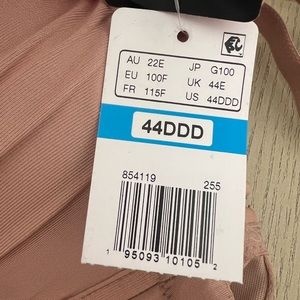 AU 22E JP G100
EU 100F UK 44E
FR 115F US 44DDD
44DDD
854119 255
1 95093 10105 2